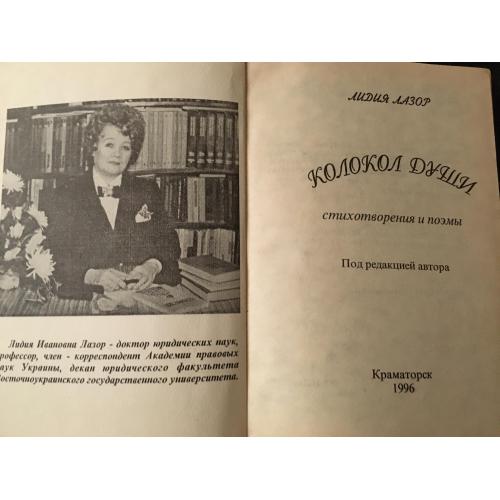 Лидия Ивановна Лазор - доктор юридических наук,
профессор, член - корреспондент Академии правовых
наук Украины, декан юридического факультета
Восточноукраинского государственного университета.
ЛИДИЯ ЛАЗОР
КОЛОКОЛ ДУШИ
стихотворения и поэмы
Под редакцией автора
Краматорск
1996